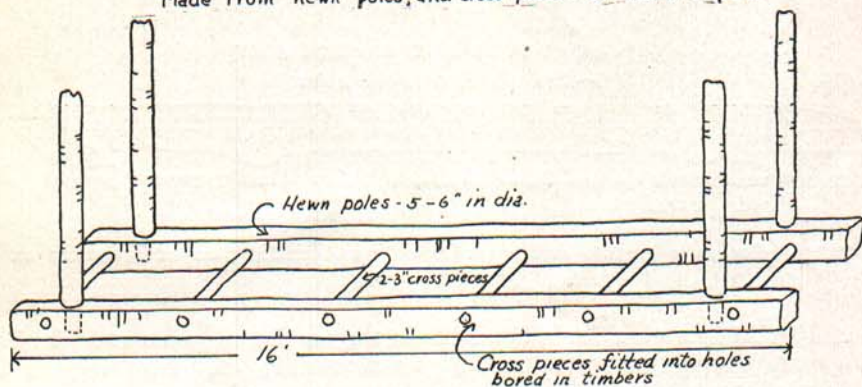 Made from hewn poles, and
Hewn poles - 5 - 6" in dia.
2-3" cross pieces
16'
Cross pieces fitted into holes
bored in timbers